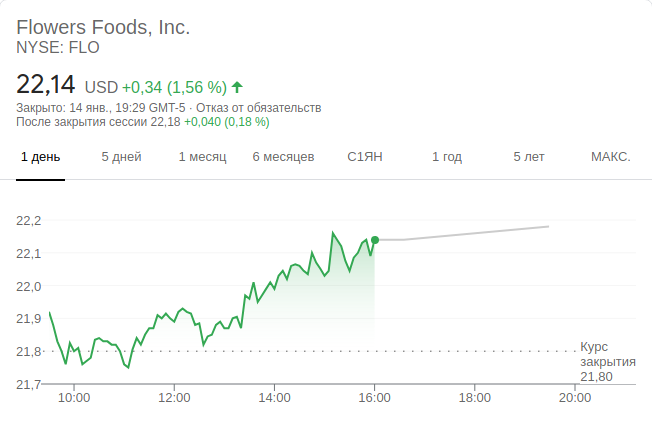 Flowers Foods, Inc.
NYSE: FLO
22,14 USD +0,34 (1,56 %)
Закрыто: 14 янв., 19:29 GMT-5 · Отказ от обязательств
После закрытия сессии 22,18 +0,040 (0,18 %)
1 день 5 дней 1 месяц 6 месяцев С1ЯН 1 год 5 лет МАКС.
22,2
22,1
22,0
21,9
21,8
21,7
Курс
закрытия
21,80
10:00 12:00 14:00 16:00 18:00 20:00